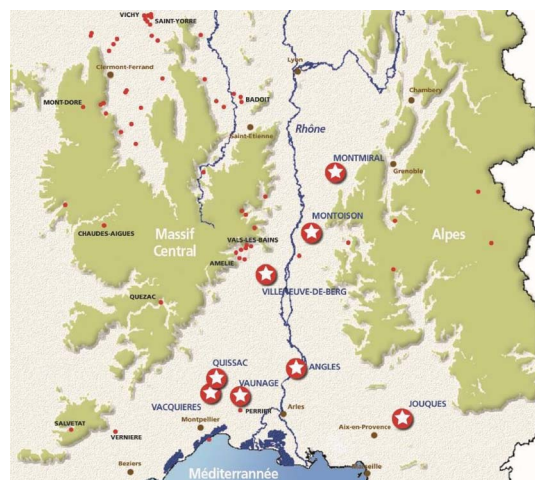 VICHY
SAINT-YORRE
Clermont-Ferrand
Lyon
Chambery
MONT-DORE
BADOIT
Saint-Etienne
Rhône
MONTMIRAL
Grenoble
MONTOISON
CHAUDES-AIGUES
Massif
Central
VALS-LES-BAINS
Alpes
AMELIE
VILLENEUVE-DE-BERG
QUEZAC
QUISSAC
ANGLES
VAUNAGE
VACQUIERES
PERRIER
Arles
JOUQUES
SALVETAT
Montpellier
VERNIERE
Aix-en-Provence
Beziers
Méditerrannée
Marseille